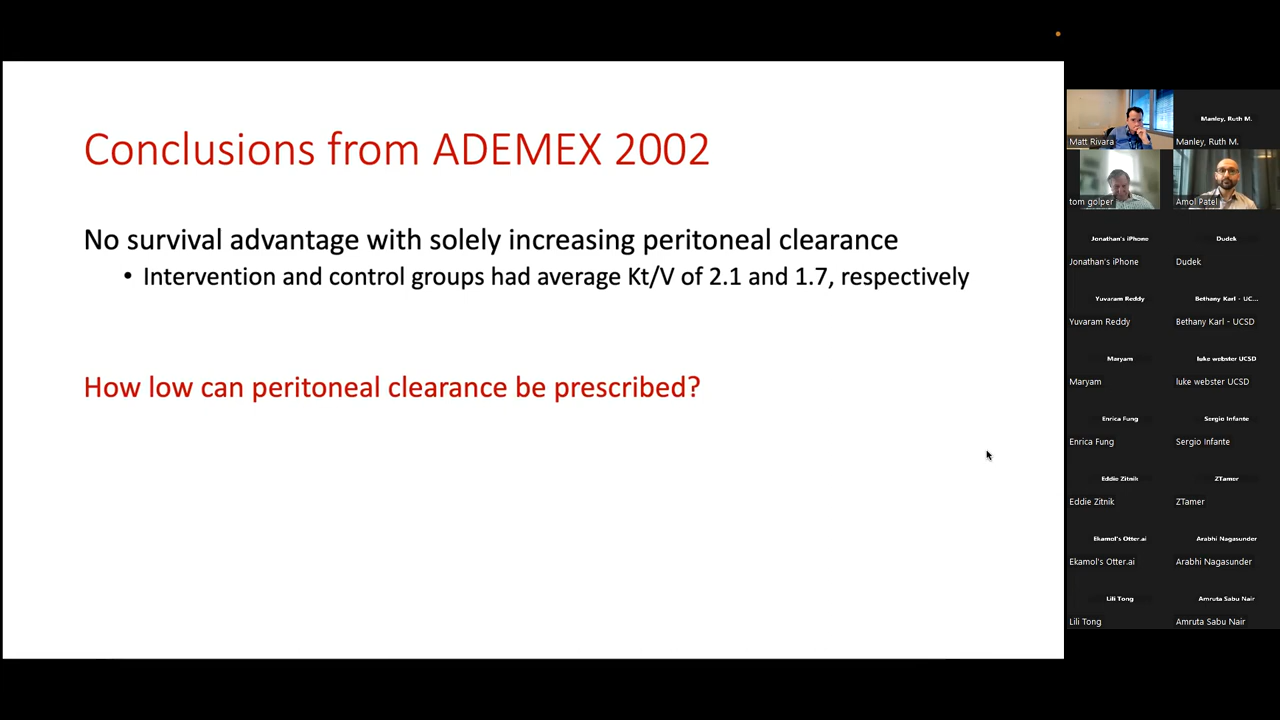 Conclusions from ADEMEX 2002
No survival advantage with solely increasing peritoneal clearance
• Intervention and control groups had average Kt/V of 2.1 and 1.7, respectively
How low can peritoneal clearance be prescribed?
Matt Rivara
Manley, Ruth M.
Manley, Ruth M.
tom golper
Amol Patel
Jonathan's iPhone
Jonathan's iPhone
Dudek
Dudek
Yuvaram Reddy
Yuvaram Reddy
Bethany Karl - UC...
Bethany Karl - UCSD
Maryam
Maryam
luke webster UCSD
luke webster UCSD
Enrica Fung
Enrica Fung
Sergio Infante
Sergio Infante
Eddie Zitnik
Eddie Zitnik
ZTamer
ZTamer
Ekamol's Otter.ai
Ekamol's Otter.ai
Arabhi Nagasunder
Arabhi Nagasunder
Lili Tong
Lili Tong
Amruta Sabu Nair
Amruta Sabu Nair